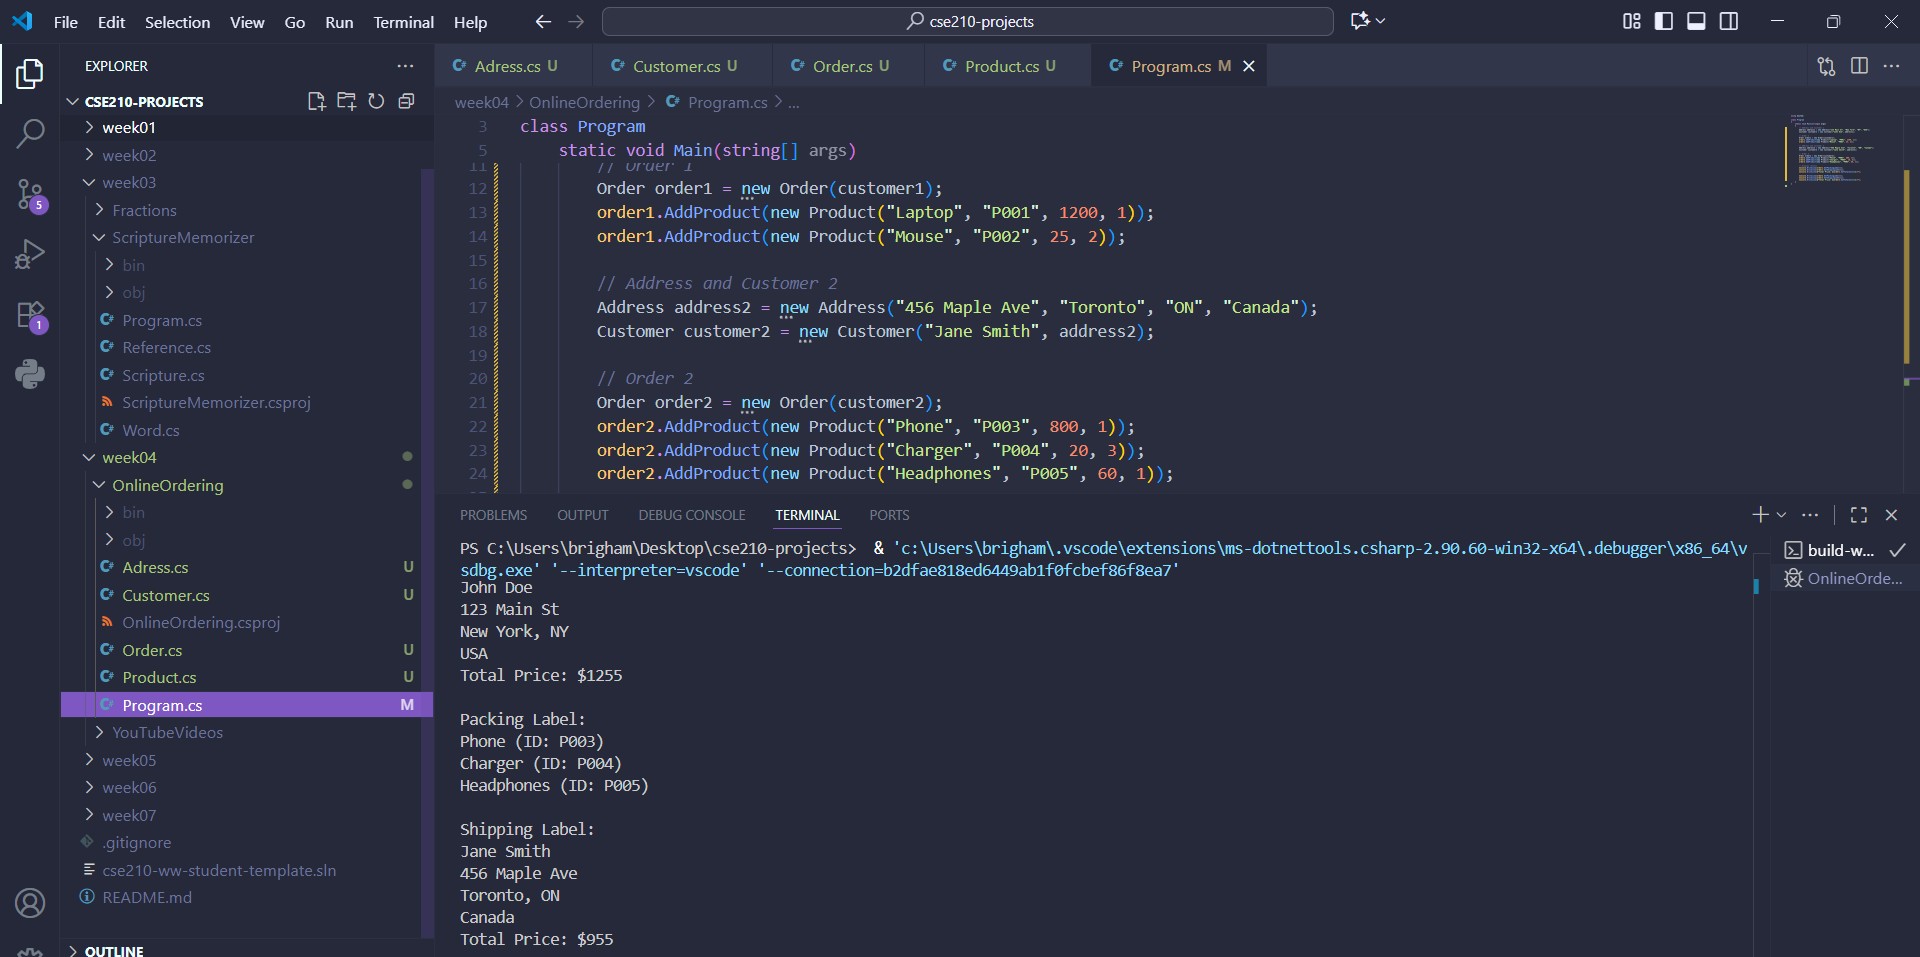 File Edit Selection View Go Run Terminal Help
cse210-projects
EXPLORER
CSE210-PROJECTS
week01
week02
week03
Fractions
ScriptureMemorizer
bin
obj
Program.cs
Reference.cs
Scripture.cs
ScriptureMemorizer.csproj
Word.cs
week04
OnlineOrdering
bin
obj
Adress.cs U
Customer.cs U
OnlineOrdering.csproj
Order.cs U
Product.cs U
Program.cs M
YouTubeVideos
week05
week06
week07
.gitignore
cse210-ww-student-template.sln
README.md
OUTLINE
5
1
Adress.cs U Customer.cs U Order.cs U Product.cs U Program.cs M
week04 > OnlineOrdering > Program.cs > ...
3 class Program
5 static void Main(string[] args)
11 // Order 1
12 Order order1 = new Order(customer1);
13 order1.AddProduct(new Product("Laptop", "P001", 1200, 1));
14 order1.AddProduct(new Product("Mouse", "P002", 25, 2));
15
16 // Address and Customer 2
17 Address address2 = new Address("456 Maple Ave", "Toronto", "ON", "Canada");
18 Customer customer2 = new Customer("Jane Smith", address2);
19
20 // Order 2
21 Order order2 = new Order(customer2);
22 order2.AddProduct(new Product("Phone", "P003", 800, 1));
23 order2.AddProduct(new Product("Charger", "P004", 20, 3));
24 order2.AddProduct(new Product("Headphones", "P005", 60, 1));
PROBLEMS OUTPUT DEBUG CONSOLE TERMINAL PORTS
PS C:\Users\brigham\Desktop\cse210-projects> & 'c:\Users\brigham\.vscode\extensions\ms-dotnettools.csharp-2.90.60-win32-x64\.debugger\x86_64\v
sdbg.exe' '--interpreter=vscode' '--connection=b2dfae818ed6449ab1f0fcbef86f8ea7'
John Doe
123 Main St
New York, NY
USA
Total Price: $1255
Packing Label:
Phone (ID: P003)
Charger (ID: P004)
Headphones (ID: P005)
Shipping Label:
Jane Smith
456 Maple Ave
Toronto, ON
Canada
Total Price: $955
build-w...
OnlineOrde...